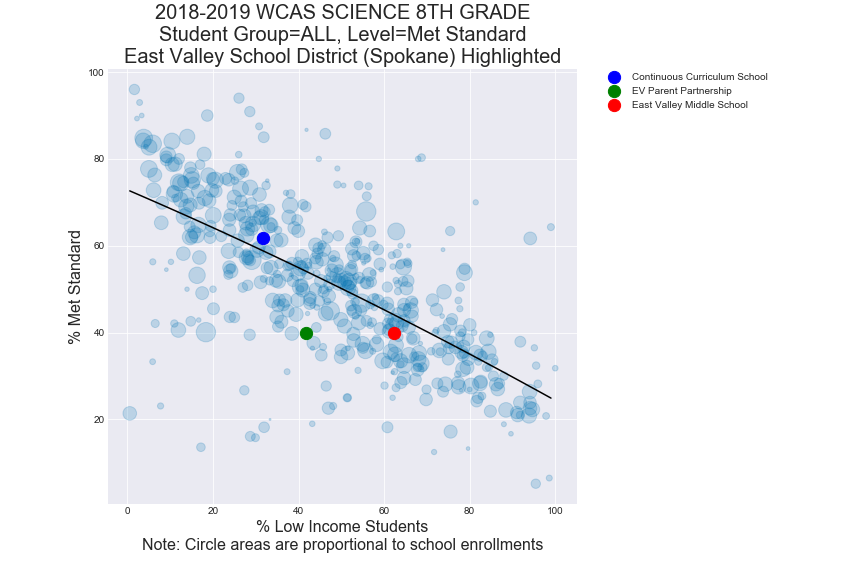 2018-2019 WCAS SCIENCE 8TH GRADE
Student Group=ALL, Level=Met Standard
East Valley School District (Spokane) Highlighted
Continuous Curriculum School
EV Parent Partnership
East Valley Middle School
% Met Standard
100
80
60
40
20
0 20 40 60 80 100
% Low Income Students
Note: Circle areas are proportional to school enrollments